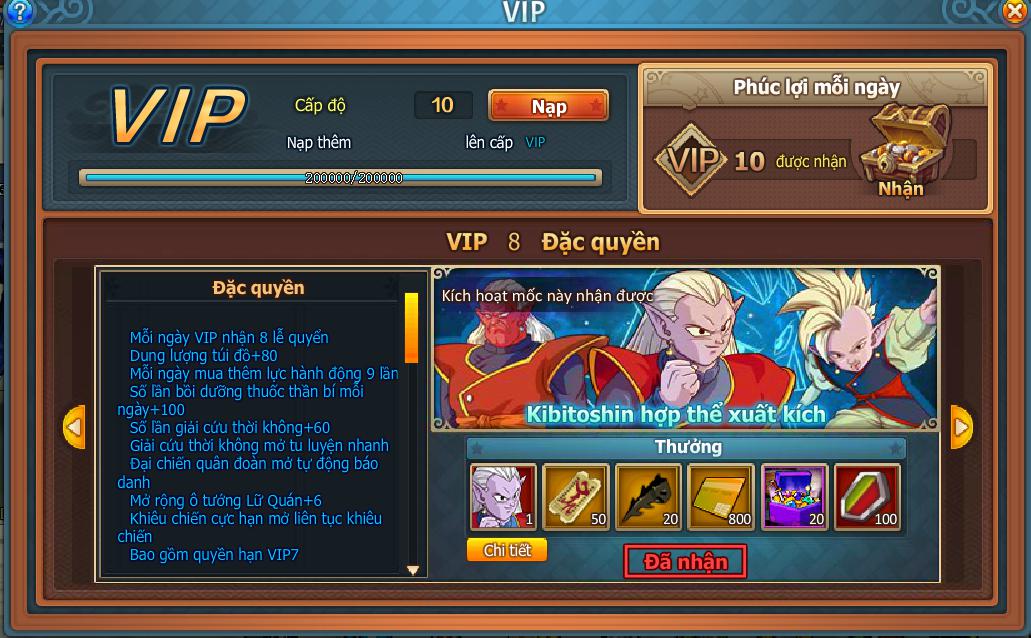 VIP
VIP
Cấp độ
10
Nạp
Nạp thêm
lên cấp VIP
200000/200000
Phúc lợi mỗi ngày
VIP 10 được nhận
Nhận
VIP 8 Đặc quyền
Đặc quyền
Mỗi ngày VIP nhận 8 lễ quyển
Dung lượng túi đồ+80
Mỗi ngày mua thêm lực hành động 9 lần
Số lần bồi dưỡng thuốc thần bí mỗi
ngày+100
Số lần giải cứu thời không+60
Giải cứu thời không mở tu luyện nhanh
Đại chiến quân đoàn mở tự động báo
danh
Mở rộng ô tướng Lữ Quán+6
Khiêu chiến cực hạn mở liên tục khiêu
chiến
Bao gồm quyền hạn VIP7
Kích hoạt mốc này nhận được
Kibitoshin hợp thể xuất kích
Thưởng
1
50
20
800
20
100
Chi tiết
Đã nhận